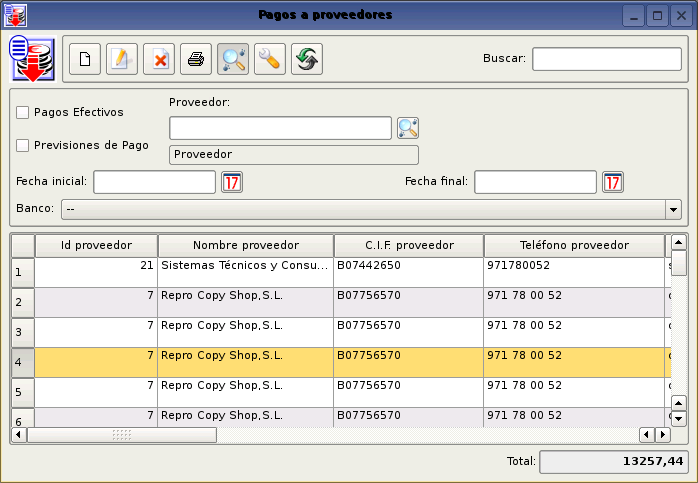 Pagos a proveedores
Buscar:
Pagos Efectivos
Proveedor:
Previsiones de Pago
Proveedor
Fecha inicial: 17 Fecha final: 17
Banco: --
Id proveedor Nombre proveedor C.I.F. proveedor Teléfono proveedor
1 21 Sistemas Técnicos y Consu... B07442650 971780052
2 7 Repro Copy Shop,S.L. B07756570 971 78 00 52
3 7 Repro Copy Shop,S.L. B07756570 971 78 00 52
4 7 Repro Copy Shop,S.L. B07756570 971 78 00 52
5 7 Repro Copy Shop,S.L. B07756570 971 78 00 52
6 7 Repro Copy Shop,S.L. B07756570 971 78 00 52
Total: 13257,44